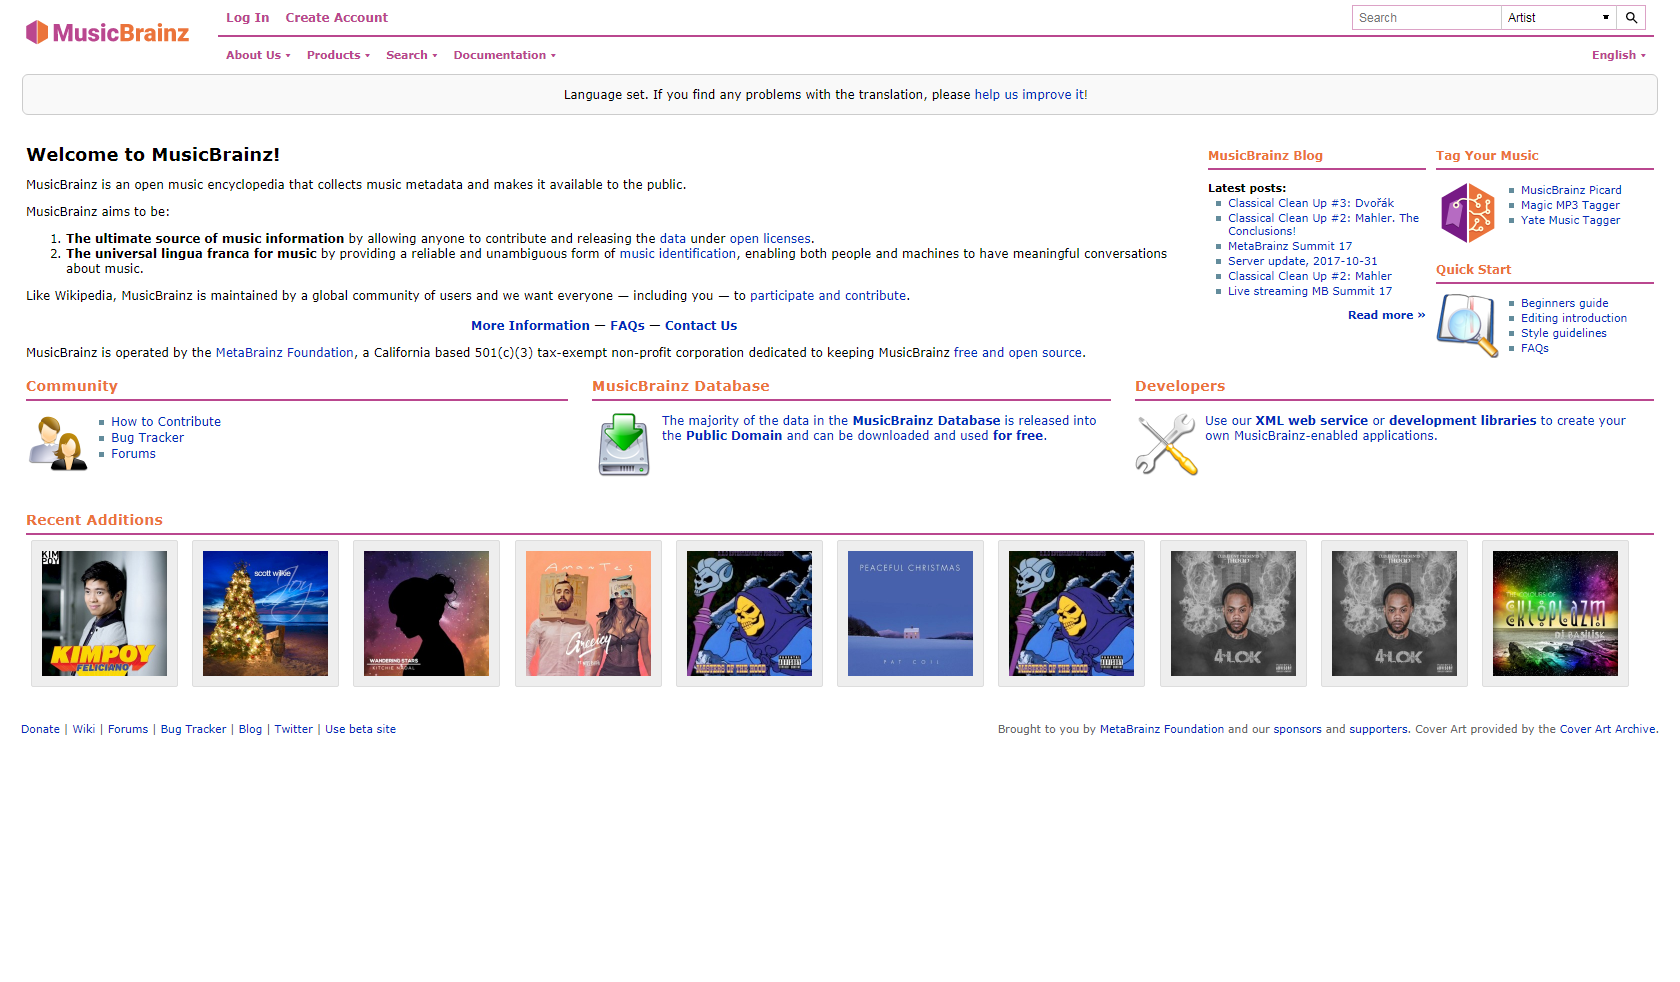 MusicBrainz
Log In Create Account
Search Artist
About Us ▾ Products ▾ Search ▾ Documentation ▾
English ▾
Language set. If you find any problems with the translation, please help us improve it!
Welcome to MusicBrainz!
MusicBrainz is an open music encyclopedia that collects music metadata and makes it available to the public.
MusicBrainz aims to be:
1. The ultimate source of music information by allowing anyone to contribute and releasing the data under open licenses.
2. The universal lingua franca for music by providing a reliable and unambiguous form of music identification, enabling both people and machines to have meaningful conversations
about music.
Like Wikipedia, MusicBrainz is maintained by a global community of users and we want everyone — including you — to participate and contribute.
More Information — FAQs — Contact Us
MusicBrainz is operated by the MetaBrainz Foundation, a California based 501(c)(3) tax-exempt non-profit corporation dedicated to keeping MusicBrainz free and open source.
MusicBrainz Blog
Latest posts:
Classical Clean Up #3: Dvořák
Classical Clean Up #2: Mahler. The
Conclusions!
MetaBrainz Summit 17
Server update, 2017-10-31
Classical Clean Up #2: Mahler
Live streaming MB Summit 17
Read more »
Tag Your Music
MusicBrainz Picard
Magic MP3 Tagger
Yate Music Tagger
Quick Start
Beginners guide
Editing introduction
Style guidelines
FAQs
Community
How to Contribute
Bug Tracker
Forums
MusicBrainz Database
The majority of the data in the MusicBrainz Database is released into
the Public Domain and can be downloaded and used for free.
Developers
Use our XML web service or development libraries to create your
own MusicBrainz-enabled applications.
Recent Additions
KIM
POY
KIMPOY
FELICIANO
scott wilkie
Joy
WANDERING STARS
RITCHIE NADAL
Amantes
Greeicy
MASTERS OF THE HOOD
PEACEFUL CHRISTMAS
PAT COIL
MASTERS OF THE HOOD
4LOK
4LOK
THE COLOURS OF
DJ BASILISK
Donate | Wiki | Forums | Bug Tracker | Blog | Twitter | Use beta site
Brought to you by MetaBrainz Foundation and our sponsors and supporters. Cover Art provided by the Cover Art Archive.